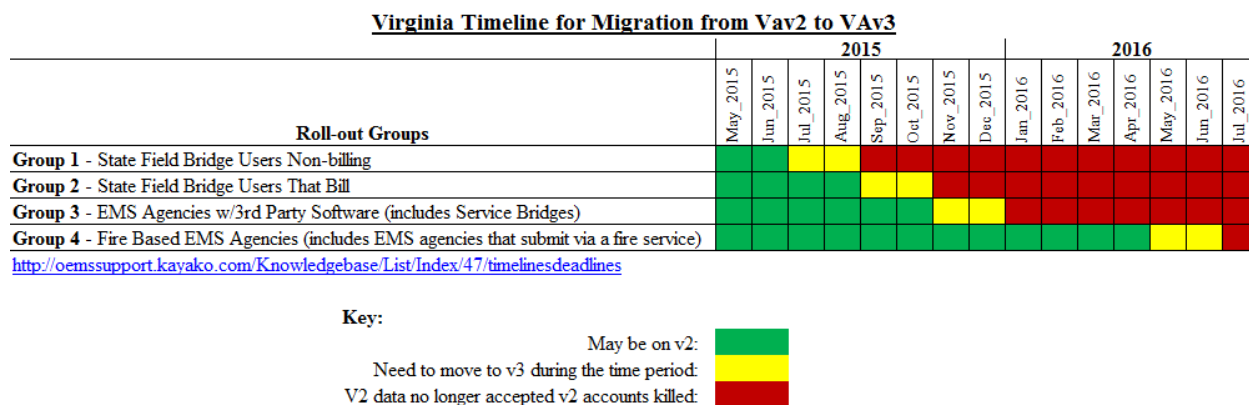 Virginia Timeline for Migration from Vav2 to VAv3
2015 2016
Roll-out Groups May_2015 Jun_2015 Jul_2015 Aug_2015 Sep_2015 Oct_2015 Nov_2015 Dec_2015 Jan_2016 Feb_2016 Mar_2016 Apr_2016 May_2016 Jun_2016 Jul_2016
Group 1 - State Field Bridge Users Non-billing
Group 2 - State Field Bridge Users That Bill
Group 3 - EMS Agencies w/3rd Party Software (includes Service Bridges)
Group 4 - Fire Based EMS Agencies (includes EMS agencies that submit via a fire service)
http://oemssupport.kayako.com/Knowledgebase/List/Index/47/timelinesdeadlines
Key:
May be on v2:
Need to move to v3 during the time period:
V2 data no longer accepted v2 accounts killed: